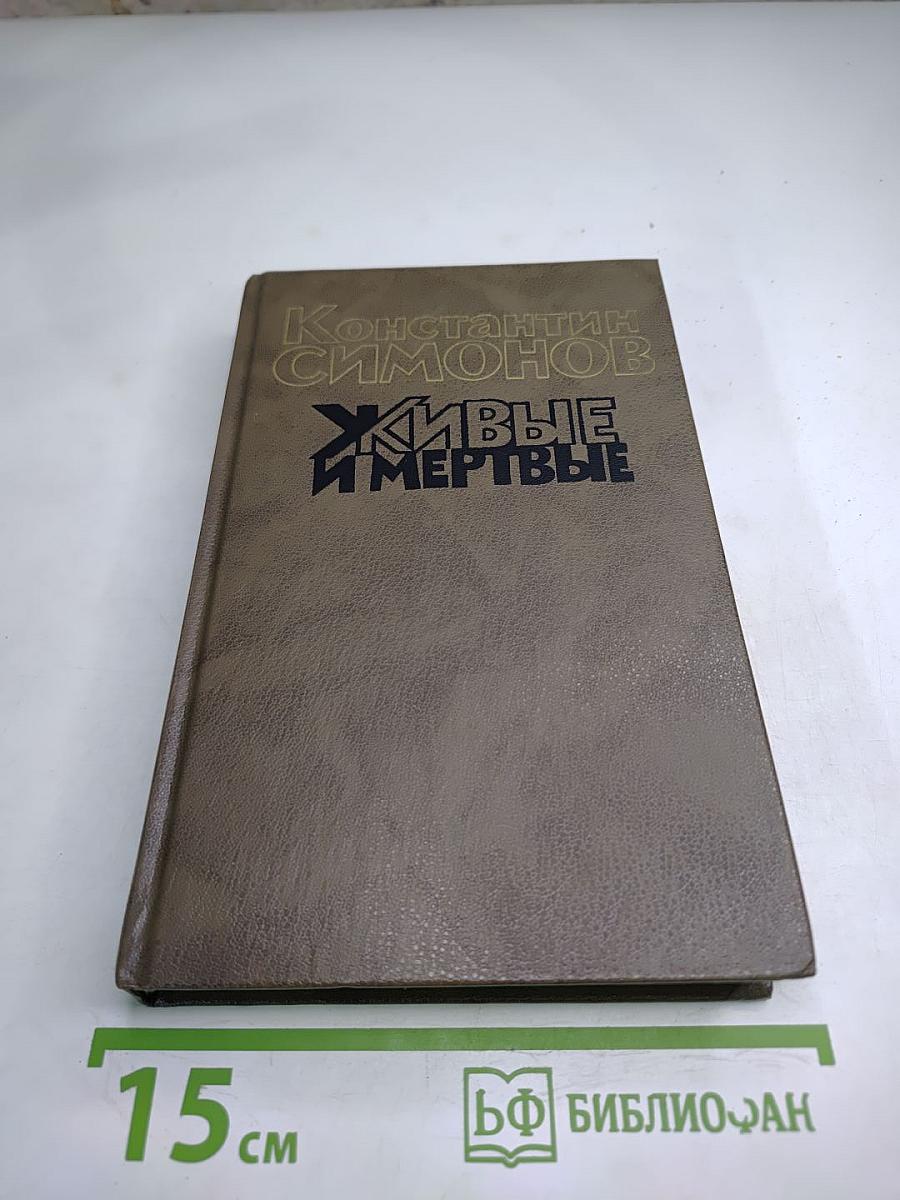 Константин
СИМОНОВ
ЖИВЫЕ
И МЕРТВЫЕ
15 см
БФ БИБЛИОФАН